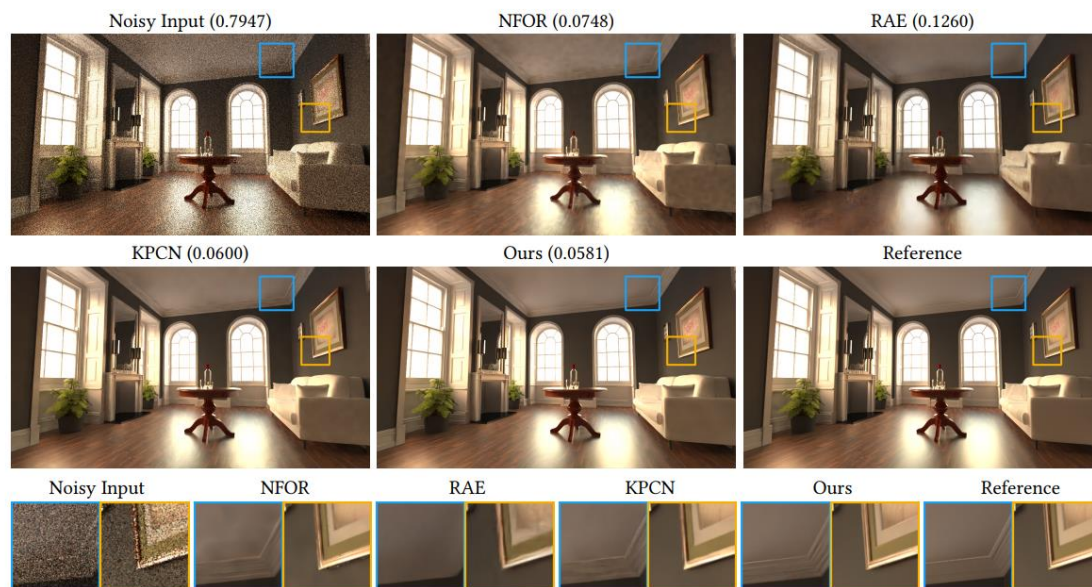 Noisy Input (0.7947) NFOR (0.0748) RAE (0.1260)
KPCN (0.0600) Ours (0.0581) Reference
Noisy Input NFOR RAE KPCN Ours Reference